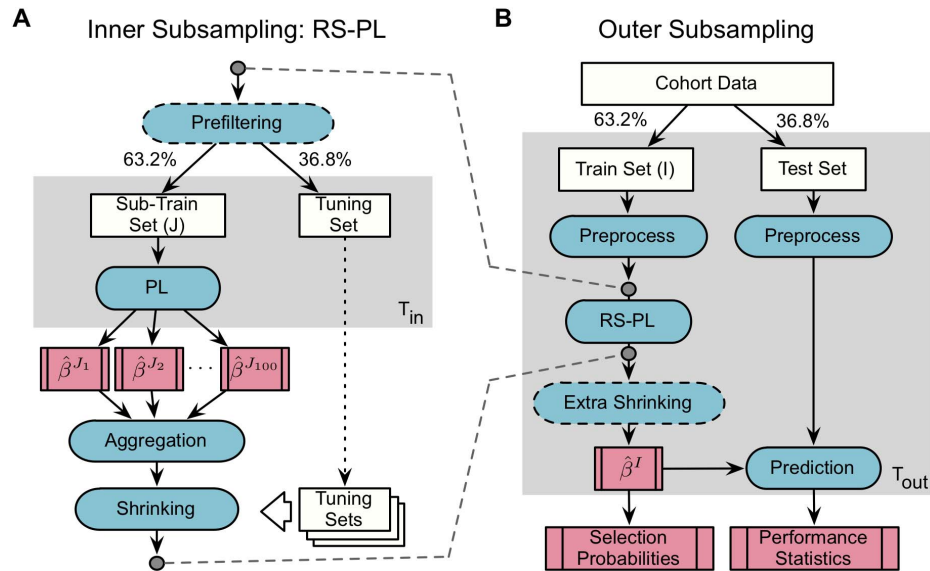 A
Inner Subsampling: RS-PL
Prefiltering
63.2%
36.8%
Sub-Train
Set (J)
Tuning
Set
PL
T_in
β̂^{J_1}
β̂^{J_2}
...
β̂^{J_100}
Aggregation
Shrinking
Tuning
Sets
B
Outer Subsampling
Cohort Data
63.2%
36.8%
Train Set (I)
Test Set
Preprocess
Preprocess
RS-PL
Extra Shrinking
β̂^I
Prediction
T_out
Selection
Probabilities
Performance
Statistics